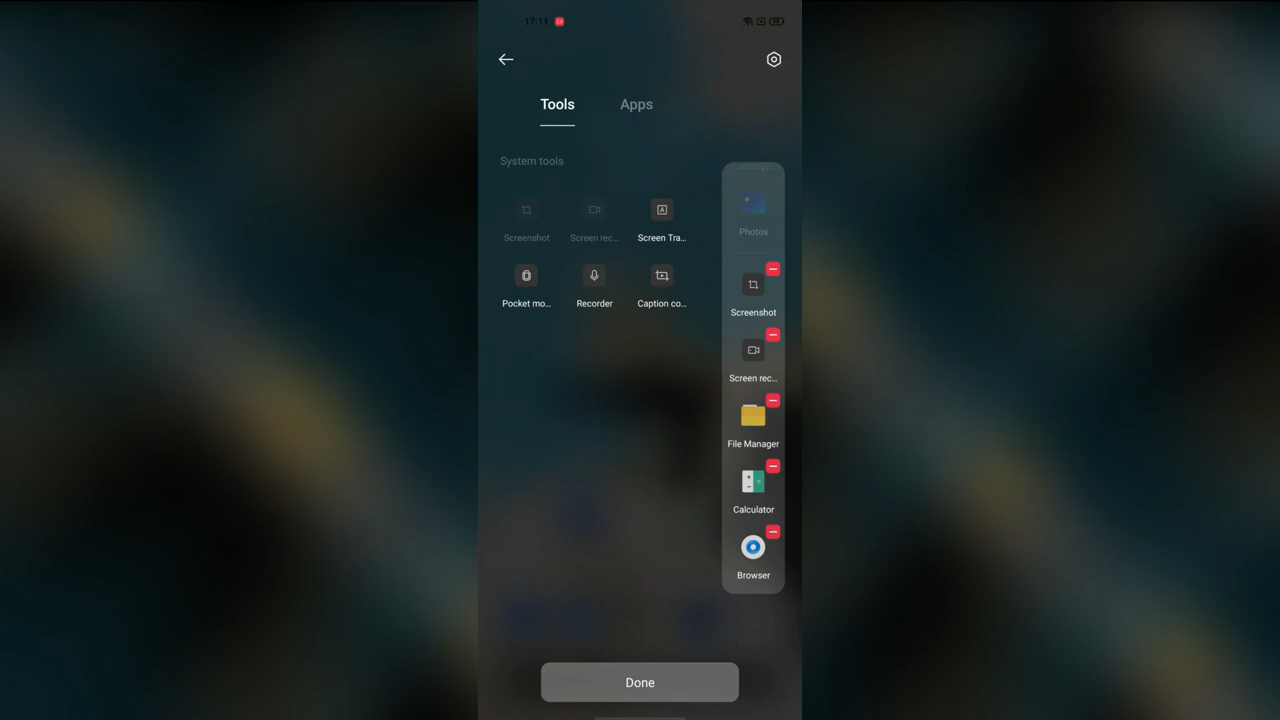 17:11
Tools Apps
System tools
Screenshot Screen rec... Screen Tra...
Pocket mo... Recorder Caption co...
Photos
Screenshot
Screen rec...
File Manager
Calculator
Browser
Done